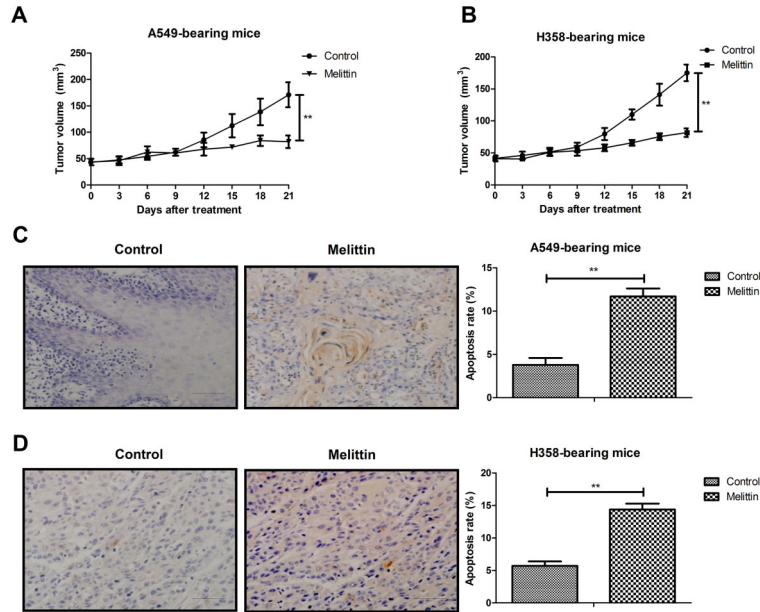 A
A549-bearing mice
Tumor volume (mm3)
250
200
150
100
50
0
0 3 6 9 12 15 18 21
Days after treatment
Control
Melittin
**
B
H358-bearing mice
Tumor volume (mm3)
200
150
100
50
0
0 3 6 9 12 15 18 21
Days after treatment
Control
Melittin
**
C
Control
Melittin
A549-bearing mice
Apoptosis rate (%)
15
10
5
0
**
Control
Melittin
D
Control
Melittin
H358-bearing mice
Apoptosis rate (%)
20
15
10
5
0
**
Control
Melittin